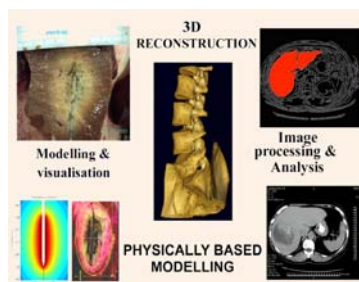 3D
RECONSTRUCTION
Modelling &
visualisation
Image
processing &
Analysis
PHYSICALLY BASED
MODELLING